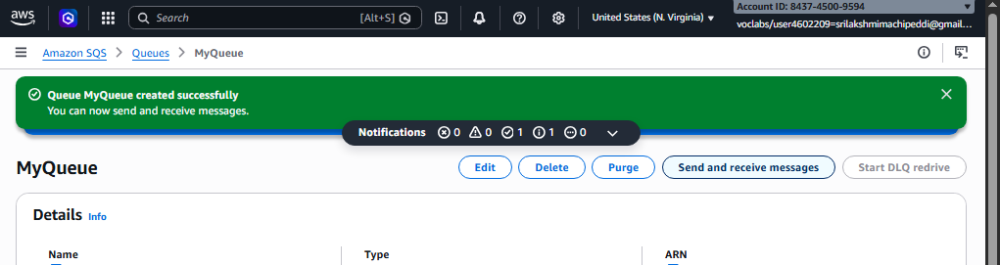 aws
Search
[Alt+S]
United States (N. Virginia)
Account ID: 8437-4500-9594
voclabs/user4602209=srilakshmimachipeddi@gmail...
Amazon SQS
Queues
MyQueue
Queue MyQueue created successfully
You can now send and receive messages.
Notifications 0 0 1 1 0
MyQueue
Edit
Delete
Purge
Send and receive messages
Start DLQ redrive
Details Info
Name
Type
ARN